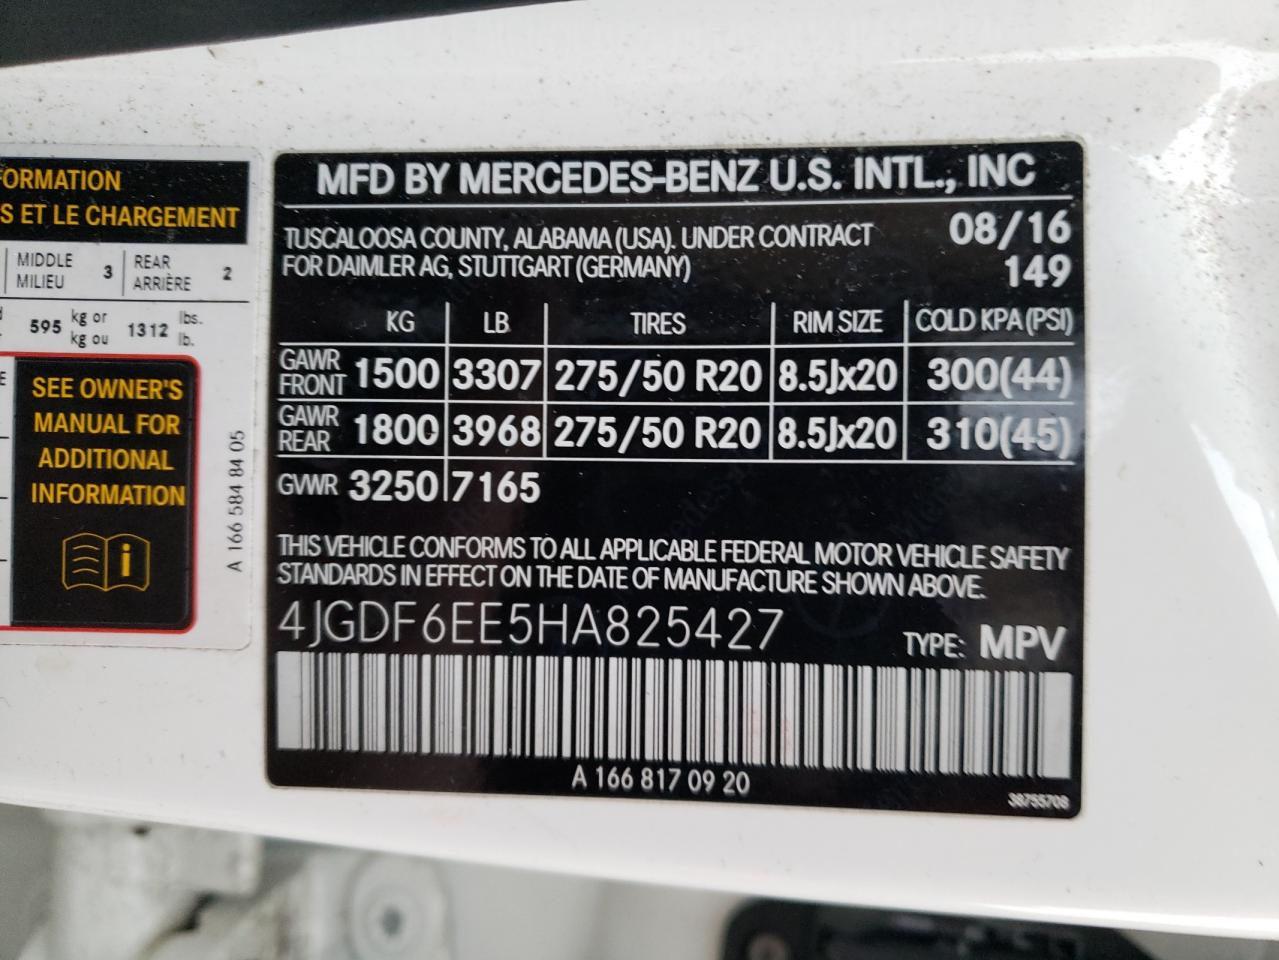 ORMATION
S ET LE CHARGEMENT
MIDDLE
MILIEU 3
REAR
ARRIÈRE 2
595 kg or
kg ou 1312 lbs.
lb.
SEE OWNER'S
MANUAL FOR
ADDITIONAL
INFORMATION
A 166 584 84 05
MFD BY MERCEDES-BENZ U.S. INTL., INC
TUSCALOOSA COUNTY, ALABAMA (USA). UNDER CONTRACT 08/16
FOR DAIMLER AG, STUTTGART (GERMANY) 149
KG LB TIRES RIM SIZE COLD KPA (PSI)
GAWR
FRONT 1500 3307 275/50 R20 8.5Jx20 300(44)
GAWR
REAR 1800 3968 275/50 R20 8.5Jx20 310(45)
GVWR 3250 7165
THIS VEHICLE CONFORMS TO ALL APPLICABLE FEDERAL MOTOR VEHICLE SAFETY
STANDARDS IN EFFECT ON THE DATE OF MANUFACTURE SHOWN ABOVE.
4JGDF6EE5HA825427 TYPE: MPV
A 166 817 09 20
38755708